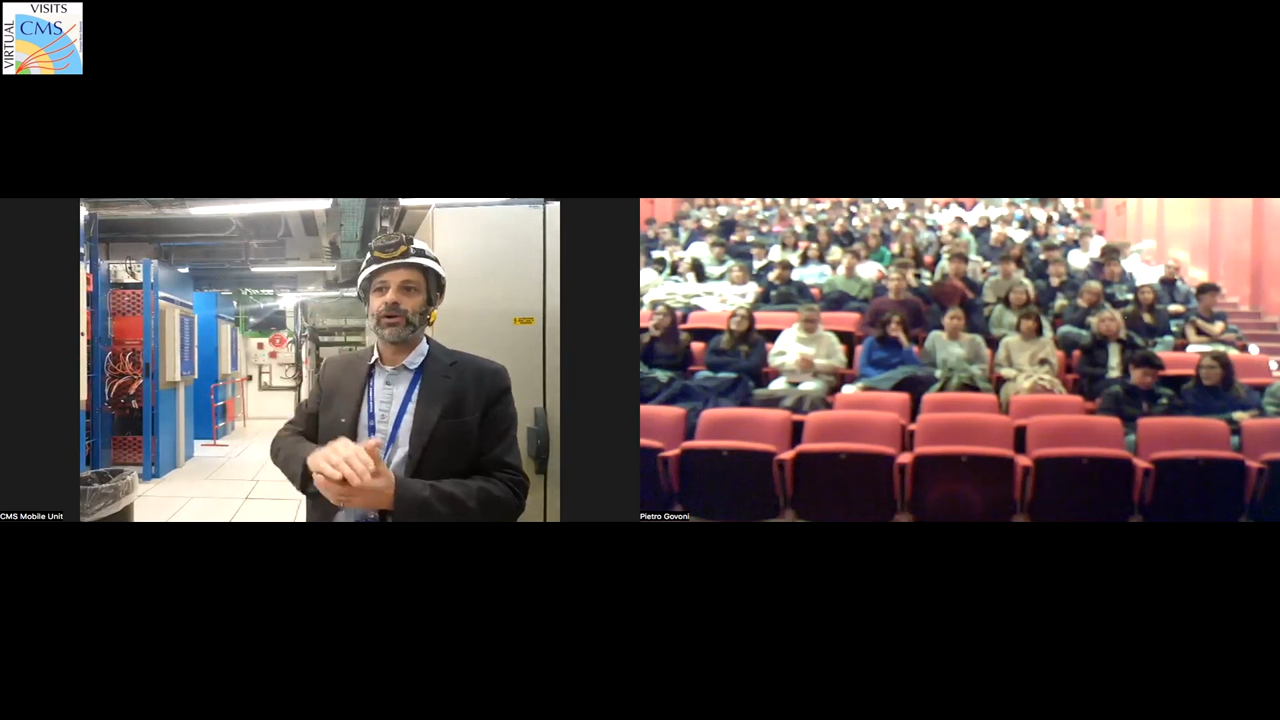 VISITS
CMS
VIRTUAL
CMS Mobile Unit
Pietro Govoni